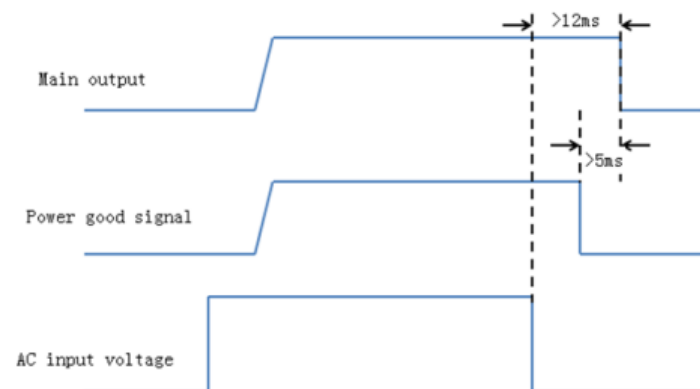 >12ms
Main output
>5ms
Power good signal
AC input voltage